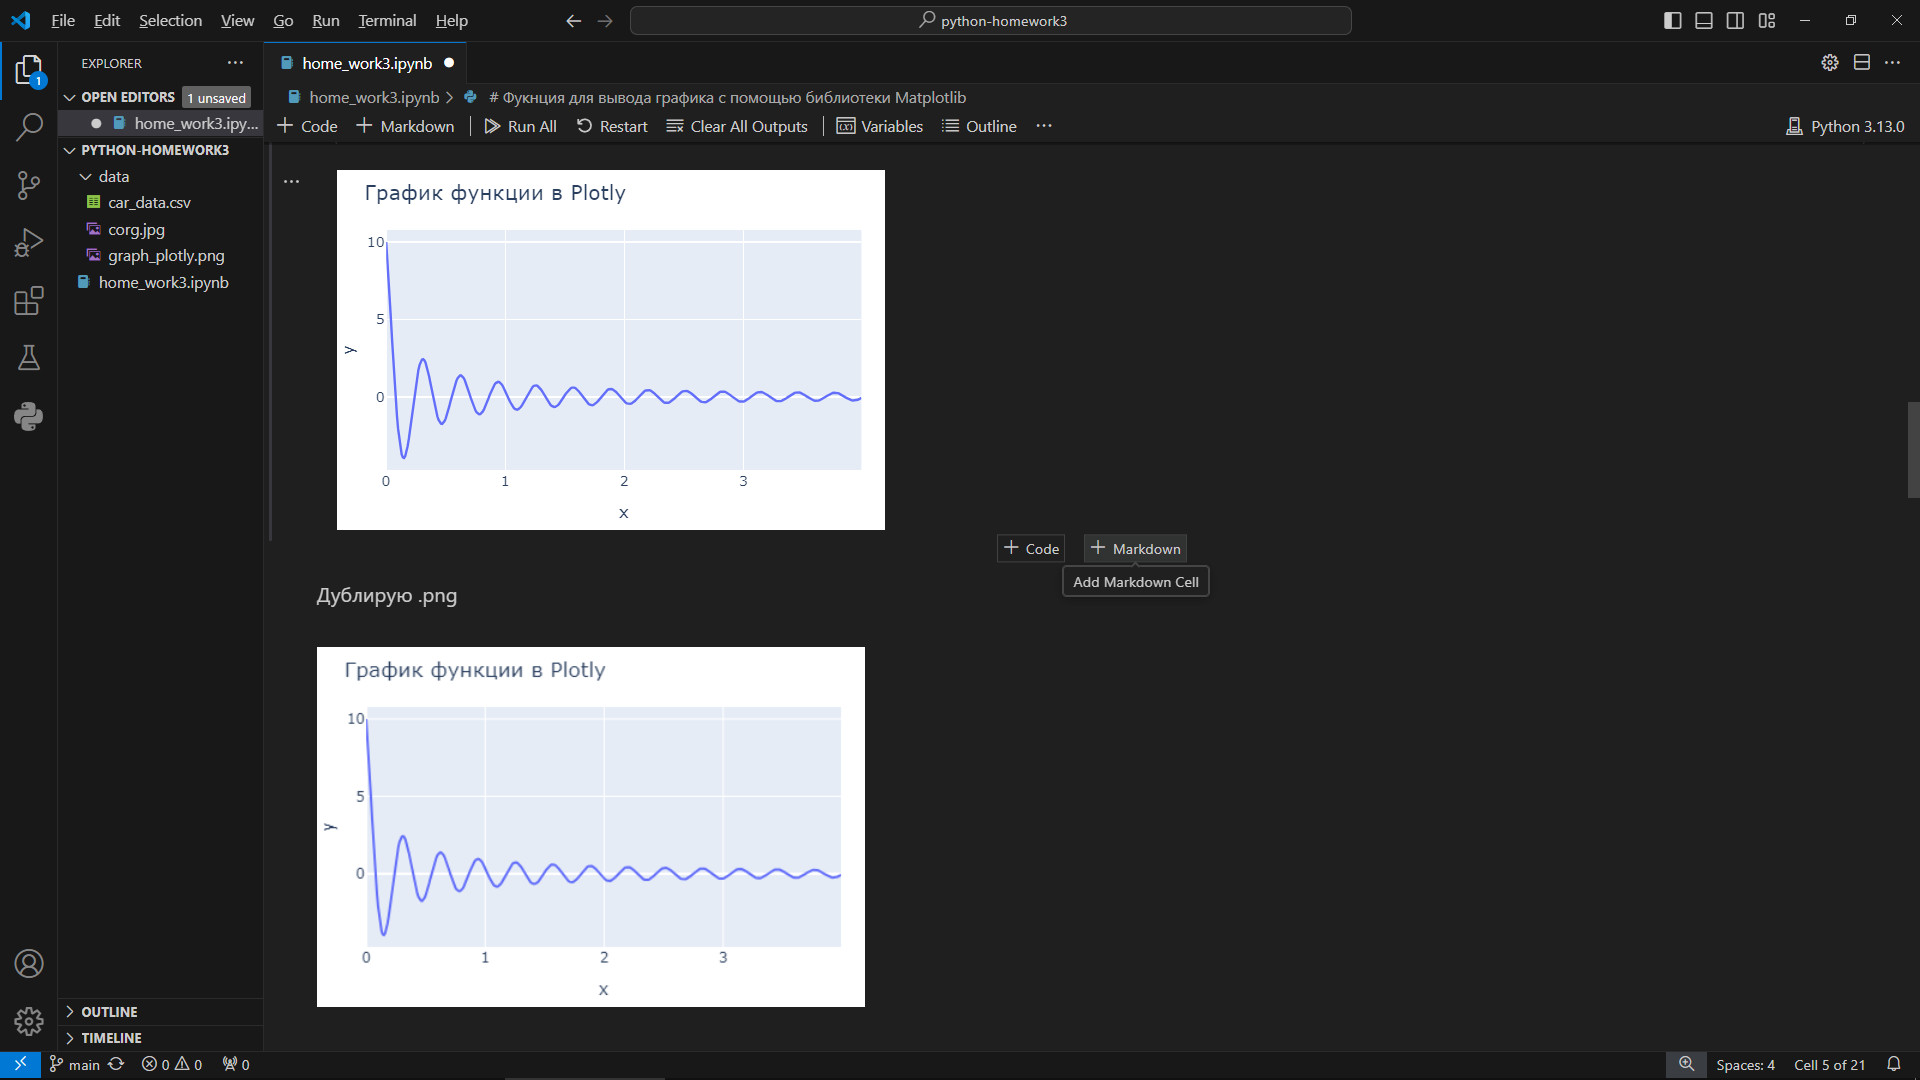 File Edit Selection View Go Run Terminal Help
python-homework3
EXPLORER
home_work3.ipynb
OPEN EDITORS 1 unsaved
home_work3.ipy...
home_work3.ipynb > # Фукнция для вывода графика с помощью библиотеки Matplotlib
Code Markdown Run All Restart Clear All Outputs Variables Outline Python 3.13.0
PYTHON-HOMEWORK3
data
car_data.csv
corg.jpg
graph_plotly.png
home_work3.ipynb
1
График функции в Plotly
10
5
0
y
0 1 2 3
x
Code Markdown
Add Markdown Cell
Дублирую .png
График функции в Plotly
10
5
0
y
0 1 2 3
x
OUTLINE
TIMELINE
main 0 0 0 Spaces: 4 Cell 5 of 21